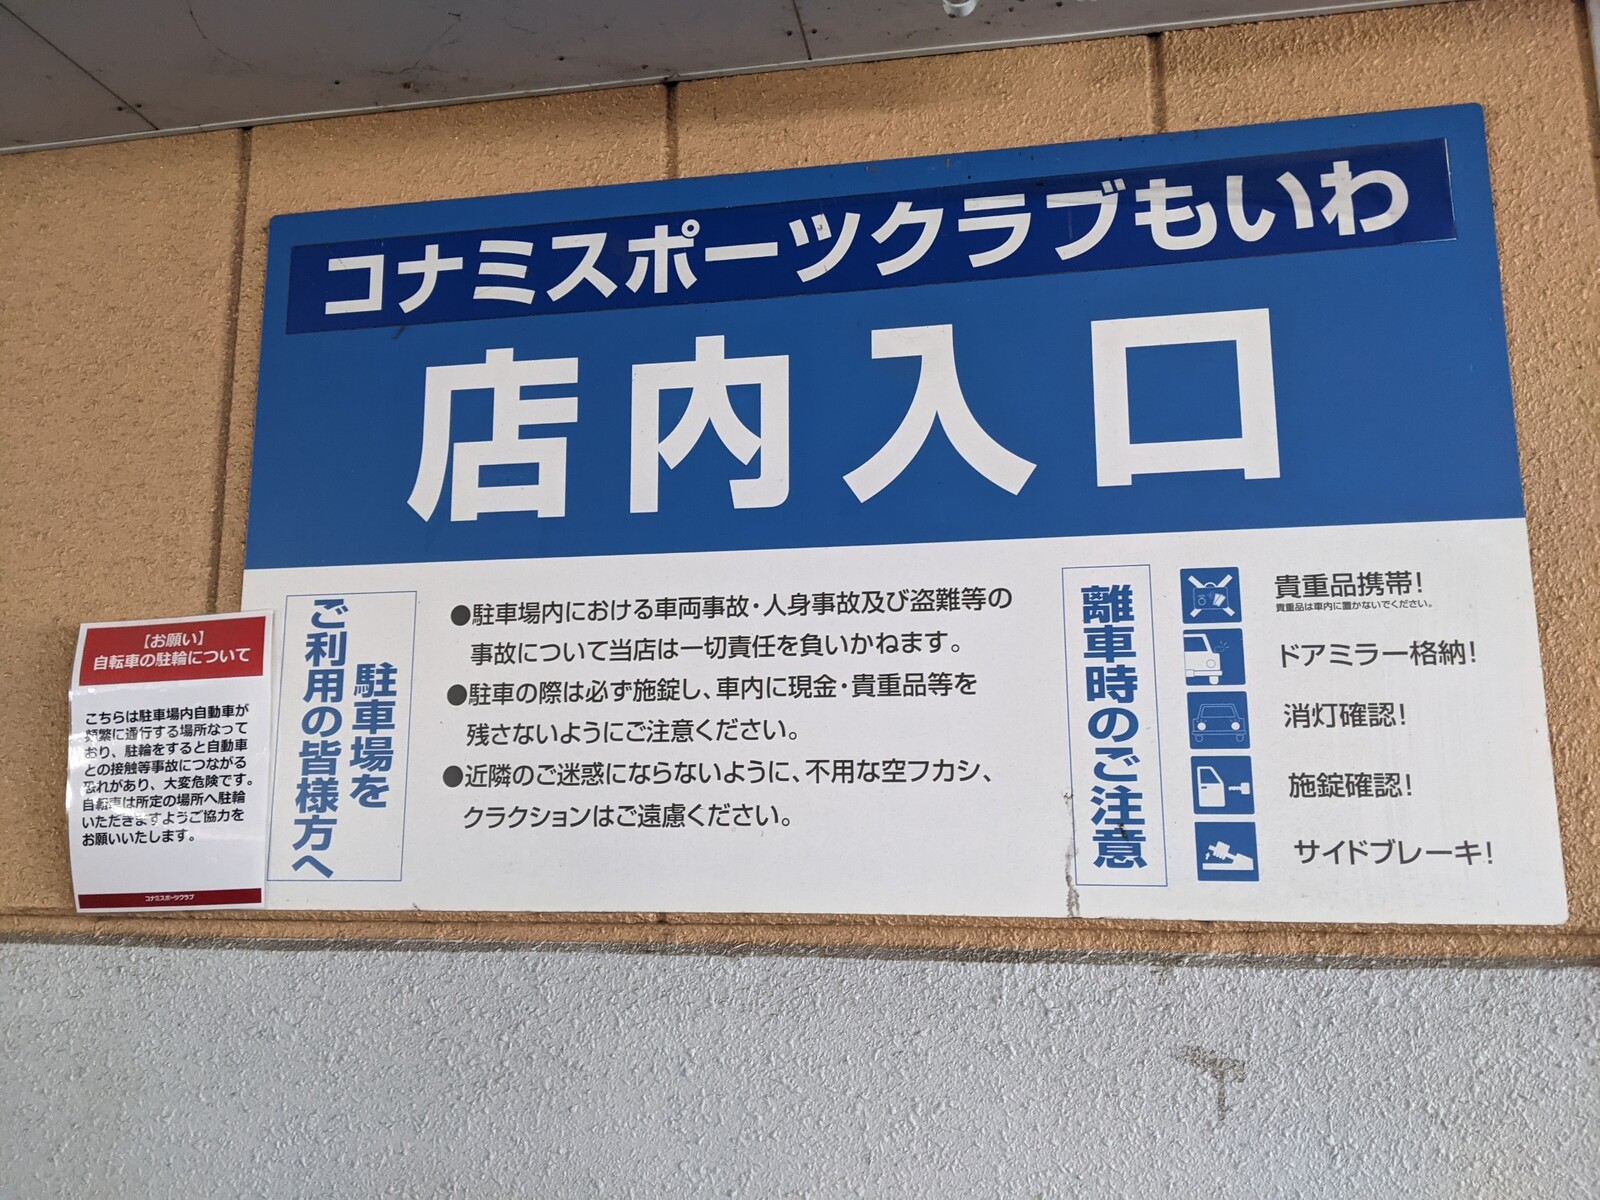 コナミスポーツクラブもいわ
店内入口
駐車場を
ご利用の皆様方へ
●駐車場内における車両事故・人身事故及び盗難等の
事故について当店は一切責任を負いかねます。
●駐車の際は必ず施錠し、車内に現金・貴重品等を
残さないようにご注意ください。
●近隣のご迷惑にならないように、不用な空フカシ、
クラクションはご遠慮ください。
離車時のご注意
貴重品携帯!
貴重品は車内に置かないでください。
ドアミラー格納!
消灯確認!
施錠確認!
サイドブレーキ!
【お願い】
自転車の駐輪について
こちらは駐車場内自動車が
頻繁に通行する場所なって
おり、駐輪をすると自動車
との接触等事故につながる
恐れがあり、大変危険です。
自転車は所定の場所へ駐輪
いただきますようご協力を
お願いいたします。
コナミスポーツクラブ